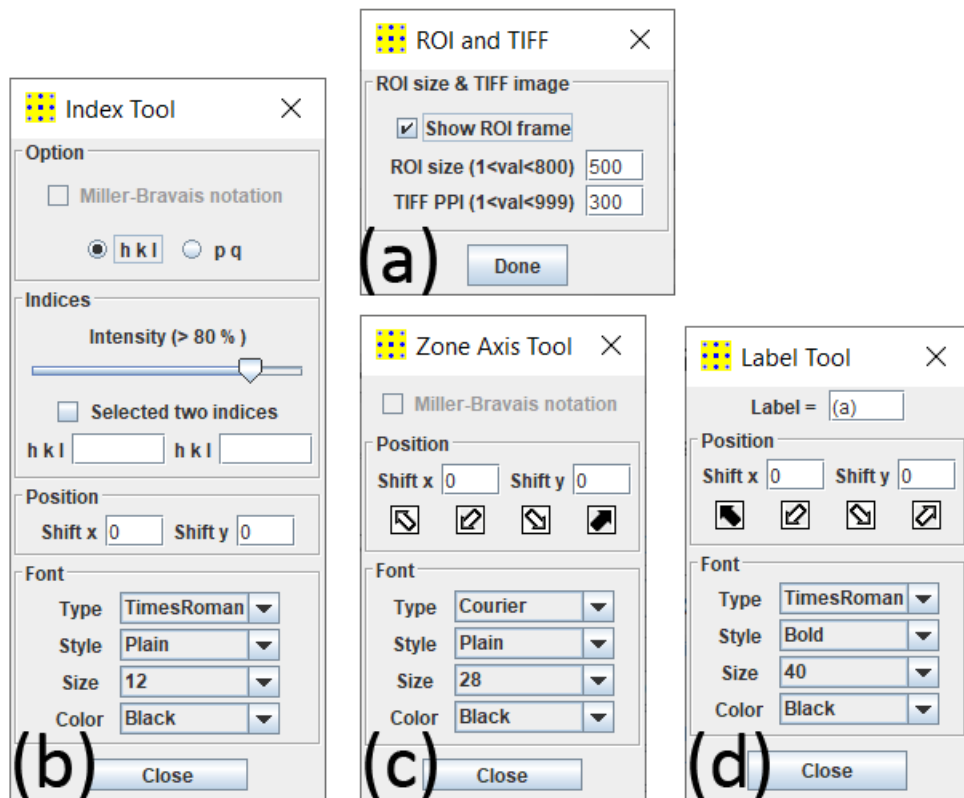 ROI and TIFF
ROI size & TIFF image
Show ROI frame
ROI size (1<val<800) 500
TIFF PPI (1<val<999) 300
(a)
Done
Index Tool
Option
Miller-Bravais notation
h k l p q
Indices
Intensity (> 80 % )
Selected two indices
h k l h k l
Position
Shift x 0 Shift y 0
Font
Type TimesRoman
Style Plain
Size 12
Color Black
(b)
Close
Zone Axis Tool
Miller-Bravais notation
Position
Shift x 0 Shift y 0
Font
Type Courier
Style Plain
Size 28
Color Black
(c)
Close
Label Tool
Label = (a)
Position
Shift x 0 Shift y 0
Font
Type TimesRoman
Style Bold
Size 40
Color Black
(d)
Close